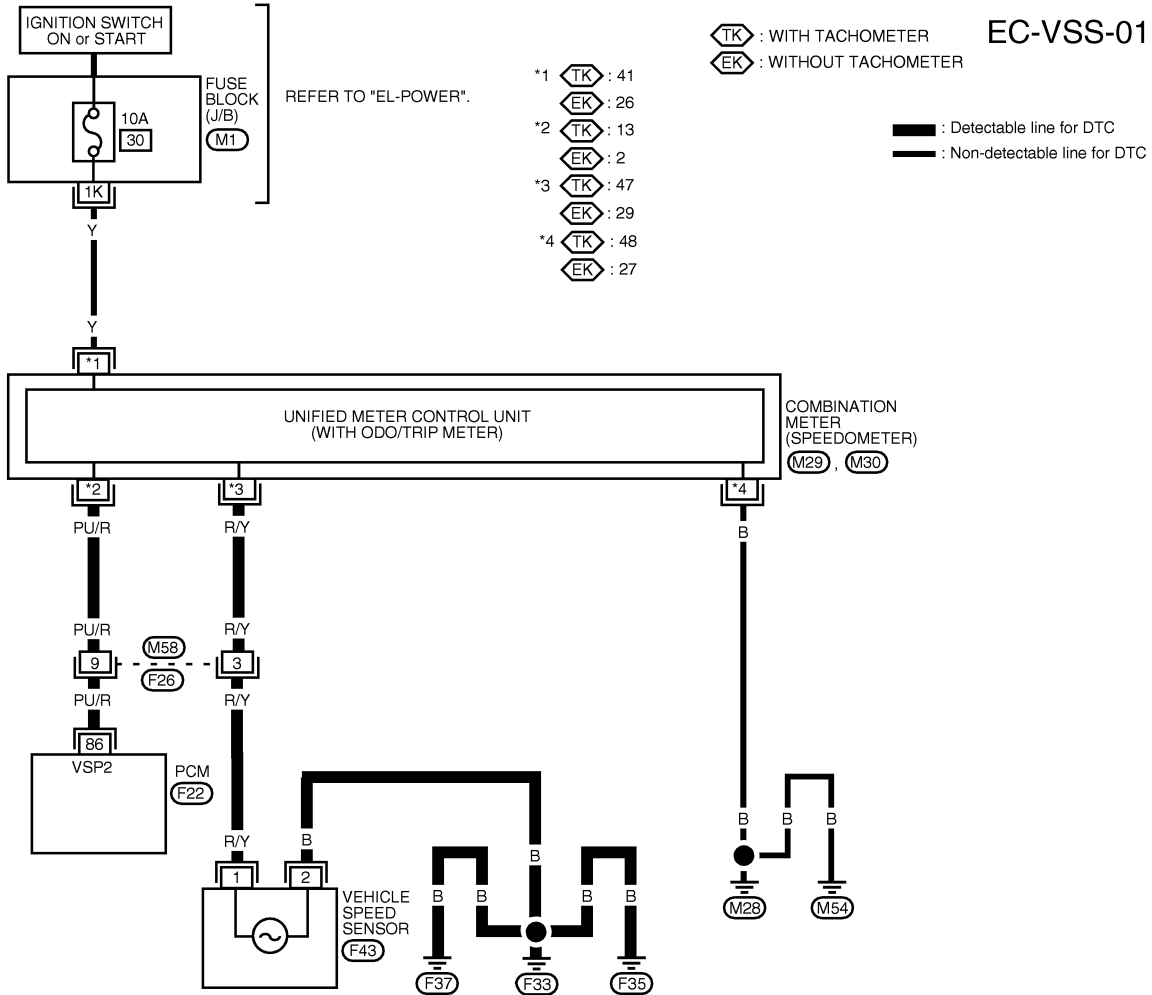 IGNITION SWITCH
ON or START
FUSE
BLOCK
(J/B)
M1
10A
30
1K
REFER TO "EL-POWER".
*1 TK : 41
EK : 26
*2 TK : 13
EK : 2
*3 TK : 47
EK : 29
*4 TK : 48
EK : 27
TK : WITH TACHOMETER
EK : WITHOUT TACHOMETER
EC-VSS-01
: Detectable line for DTC
: Non-detectable line for DTC
Y
Y
*1
UNIFIED METER CONTROL UNIT
(WITH ODO/TRIP METER)
COMBINATION
METER
(SPEEDOMETER)
M29 , M30
*2 *3 *4
PU/R R/Y B
PU/R R/Y
M58
9 3
F26
PU/R R/Y
86
VSP2
PCM
F22
R/Y B B
B B B
1 2
VEHICLE
SPEED
SENSOR
F43
B B B B
M28 M54
F37 F33 F35